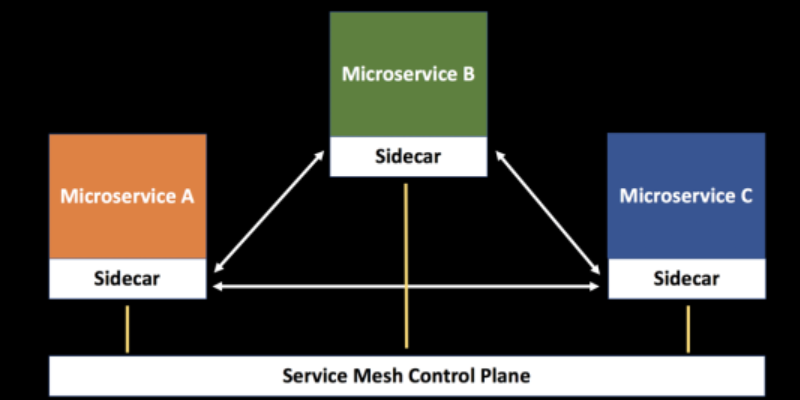 Microservice B
Sidecar
Microservice A
Microservice C
Sidecar
Sidecar
Service Mesh Control Plane